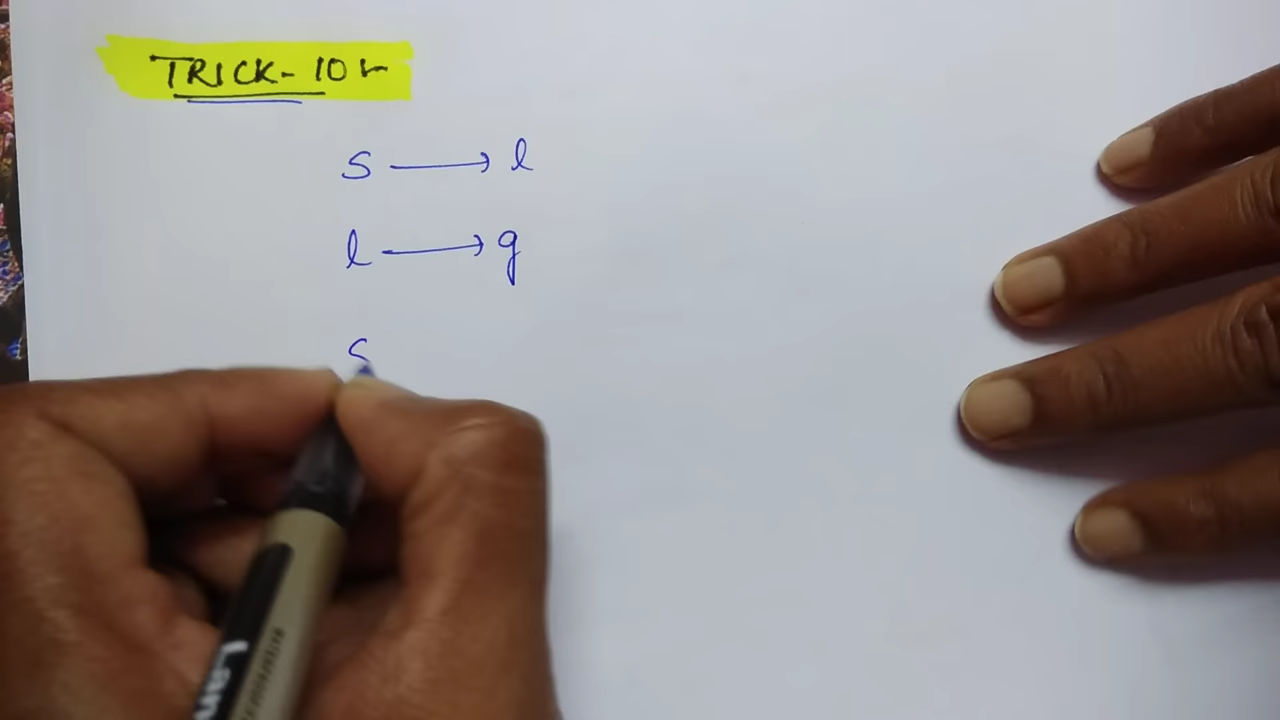 TRICK-10:-
s → l
l → g
s